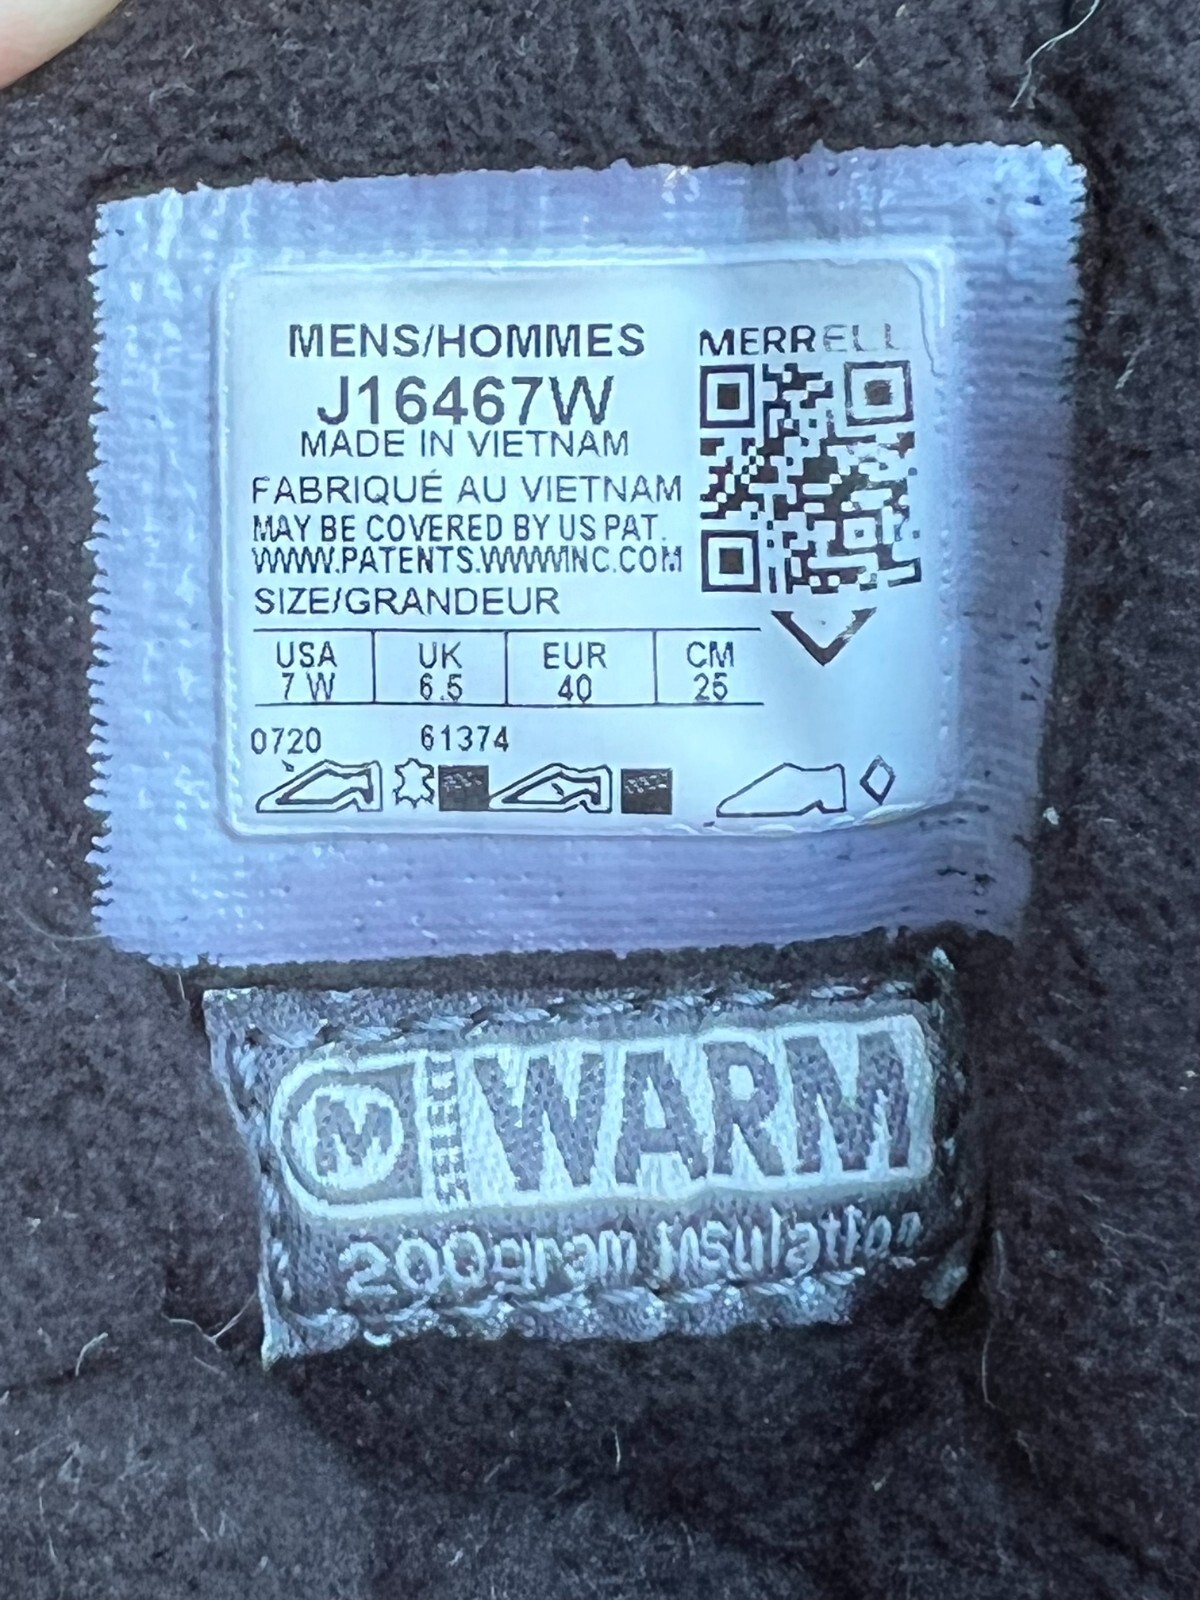 MENS/HOMMES
J16467W
MADE IN VIETNAM
FABRIQUÉ AU VIETNAM
MAY BE COVERED BY US PAT.
WWW.PATENTS.WWWINC.COM
SIZE/GRANDEUR
USA UK EUR CM
7 W 6.5 40 25
0720 61374
MERRELL
M WARM
200gram insulation